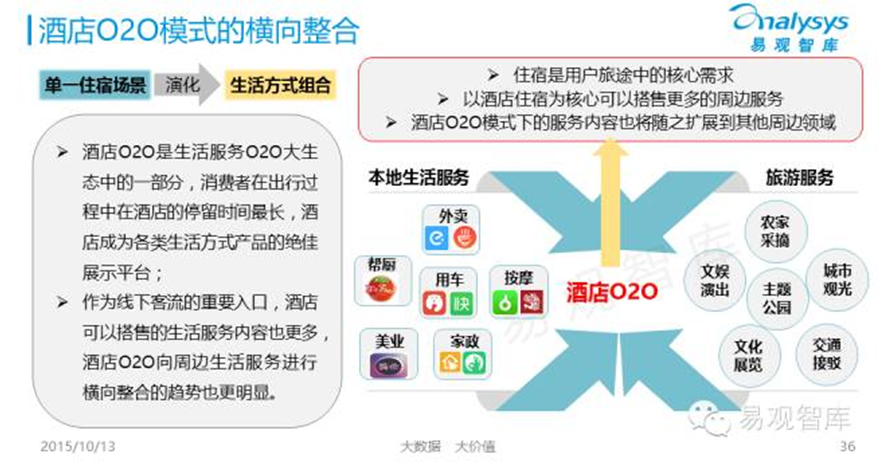 酒店O2O模式的横向整合
analysys
易观智库
单一住宿场景
演化
生活方式组合
➢ 酒店O2O是生活服务O2O大生
态中的一部分，消费者在出行过
程中在酒店的停留时间最长，酒
店成为各类生活方式产品的绝佳
展示平台；
➢ 作为线下客流的重要入口，酒店
可以搭售的生活服务内容也更多，
酒店O2O向周边生活服务进行
横向整合的趋势也更明显。
➢ 住宿是用户旅途中的核心需求
➢ 以酒店住宿为核心可以搭售更多的周边服务
➢ 酒店O2O模式下的服务内容也将随之扩展到其他周边领域
本地生活服务
外卖
帮厨
用车
快
按摩
美业
家政
酒店O2O
旅游服务
农家
采摘
文娱
演出
主题
公园
城市
观光
文化
展览
交通
接驳
易观智库
易观智库
2015/10/13
大数据 大价值
36